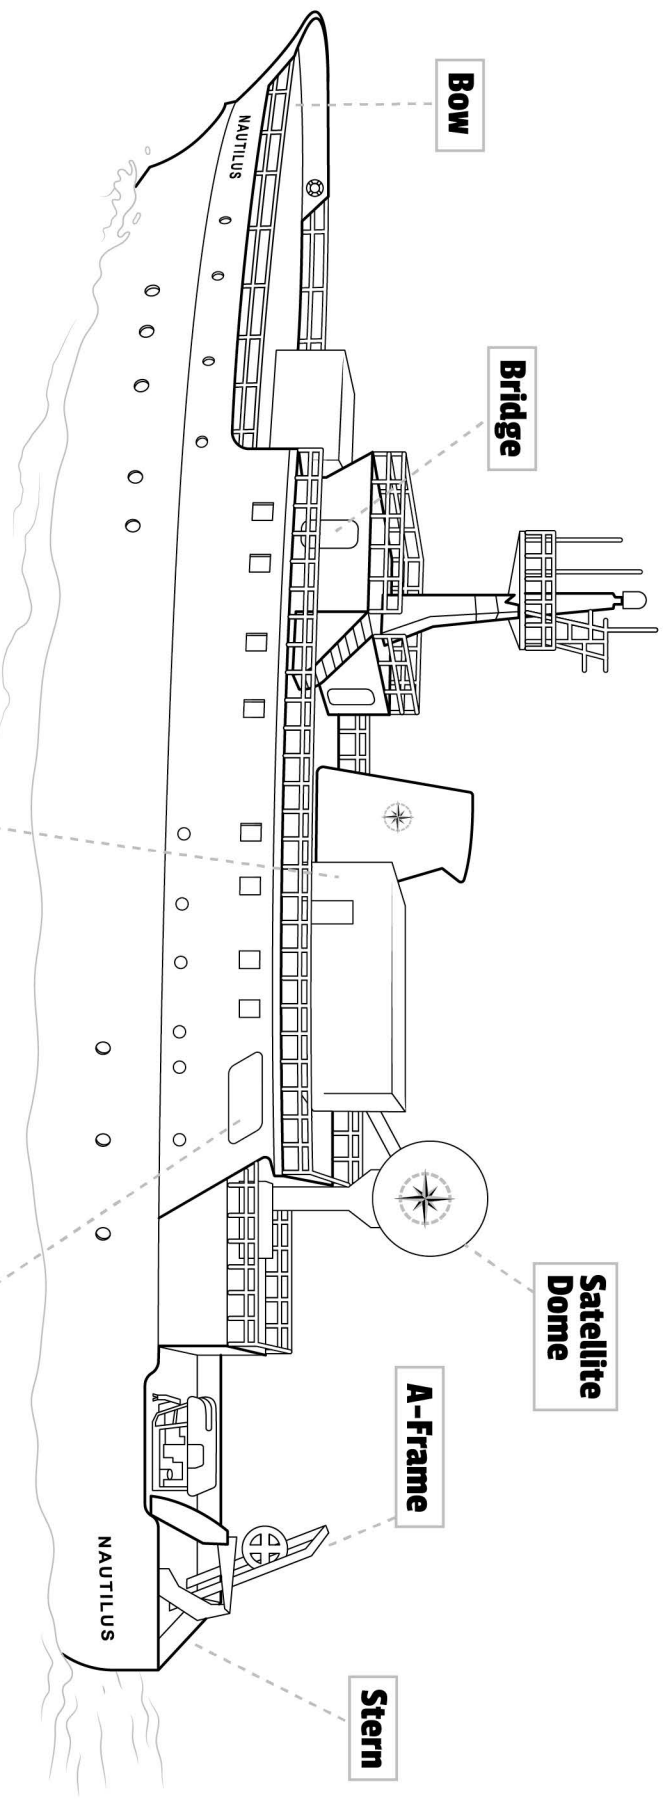 Bow
Bridge
Satellite
Dome
A-Frame
Stern
NAUTILUS
NAUTILUS